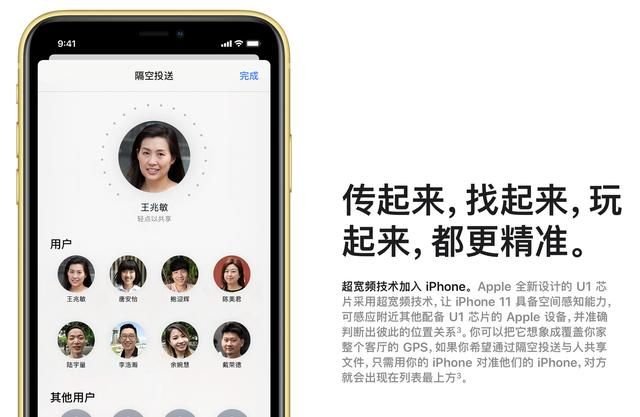 9:41
隔空投送
完成
王兆敏
轻点以共享
用户
王兆敏
唐安怡
鲍迎辉
陈美君
陆宇量
李浩瀚
余婉慧
戴荣德
其他用户
传起来，找起来，玩
起来，都更精准。
超宽频技术加入 iPhone。Apple 全新设计的 U1 芯
片采用超宽频技术，让 iPhone 11 具备空间感知能力，
可感应附近其他配备 U1 芯片的 Apple 设备，并准确
判断出彼此的位置关系³。你可以把它想象成覆盖你家
整个客厅的 GPS，如果你希望通过隔空投送与人共享
文件，只需用你的 iPhone 对准他们的 iPhone，对方
就会出现在列表最上方³。